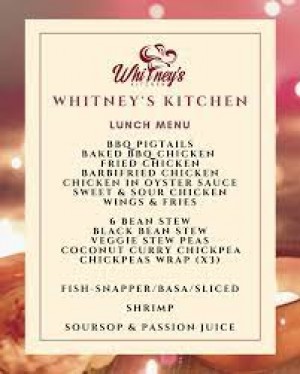 Whitney's
KITCHEN
WHITNEY'S KITCHEN
LUNCH MENU
BBQ PIGTAILS
BAKED BBQ CHICKEN
FRIED CHICKEN
BARBIFRIED CHICKEN
CHICKEN IN OYSTER SAUCE
SWEET & SOUR CHICKEN
WINGS & FRIES
6 BEAN STEW
BLACK BEAN STEW
VEGGIE STEW PEAS
COCONUT CURRY CHICKPEA
CHICKPEAS WRAP (X3)
FISH-SNAPPER/BASA/SLICED
SHRIMP
SOURSOP & PASSION JUICE